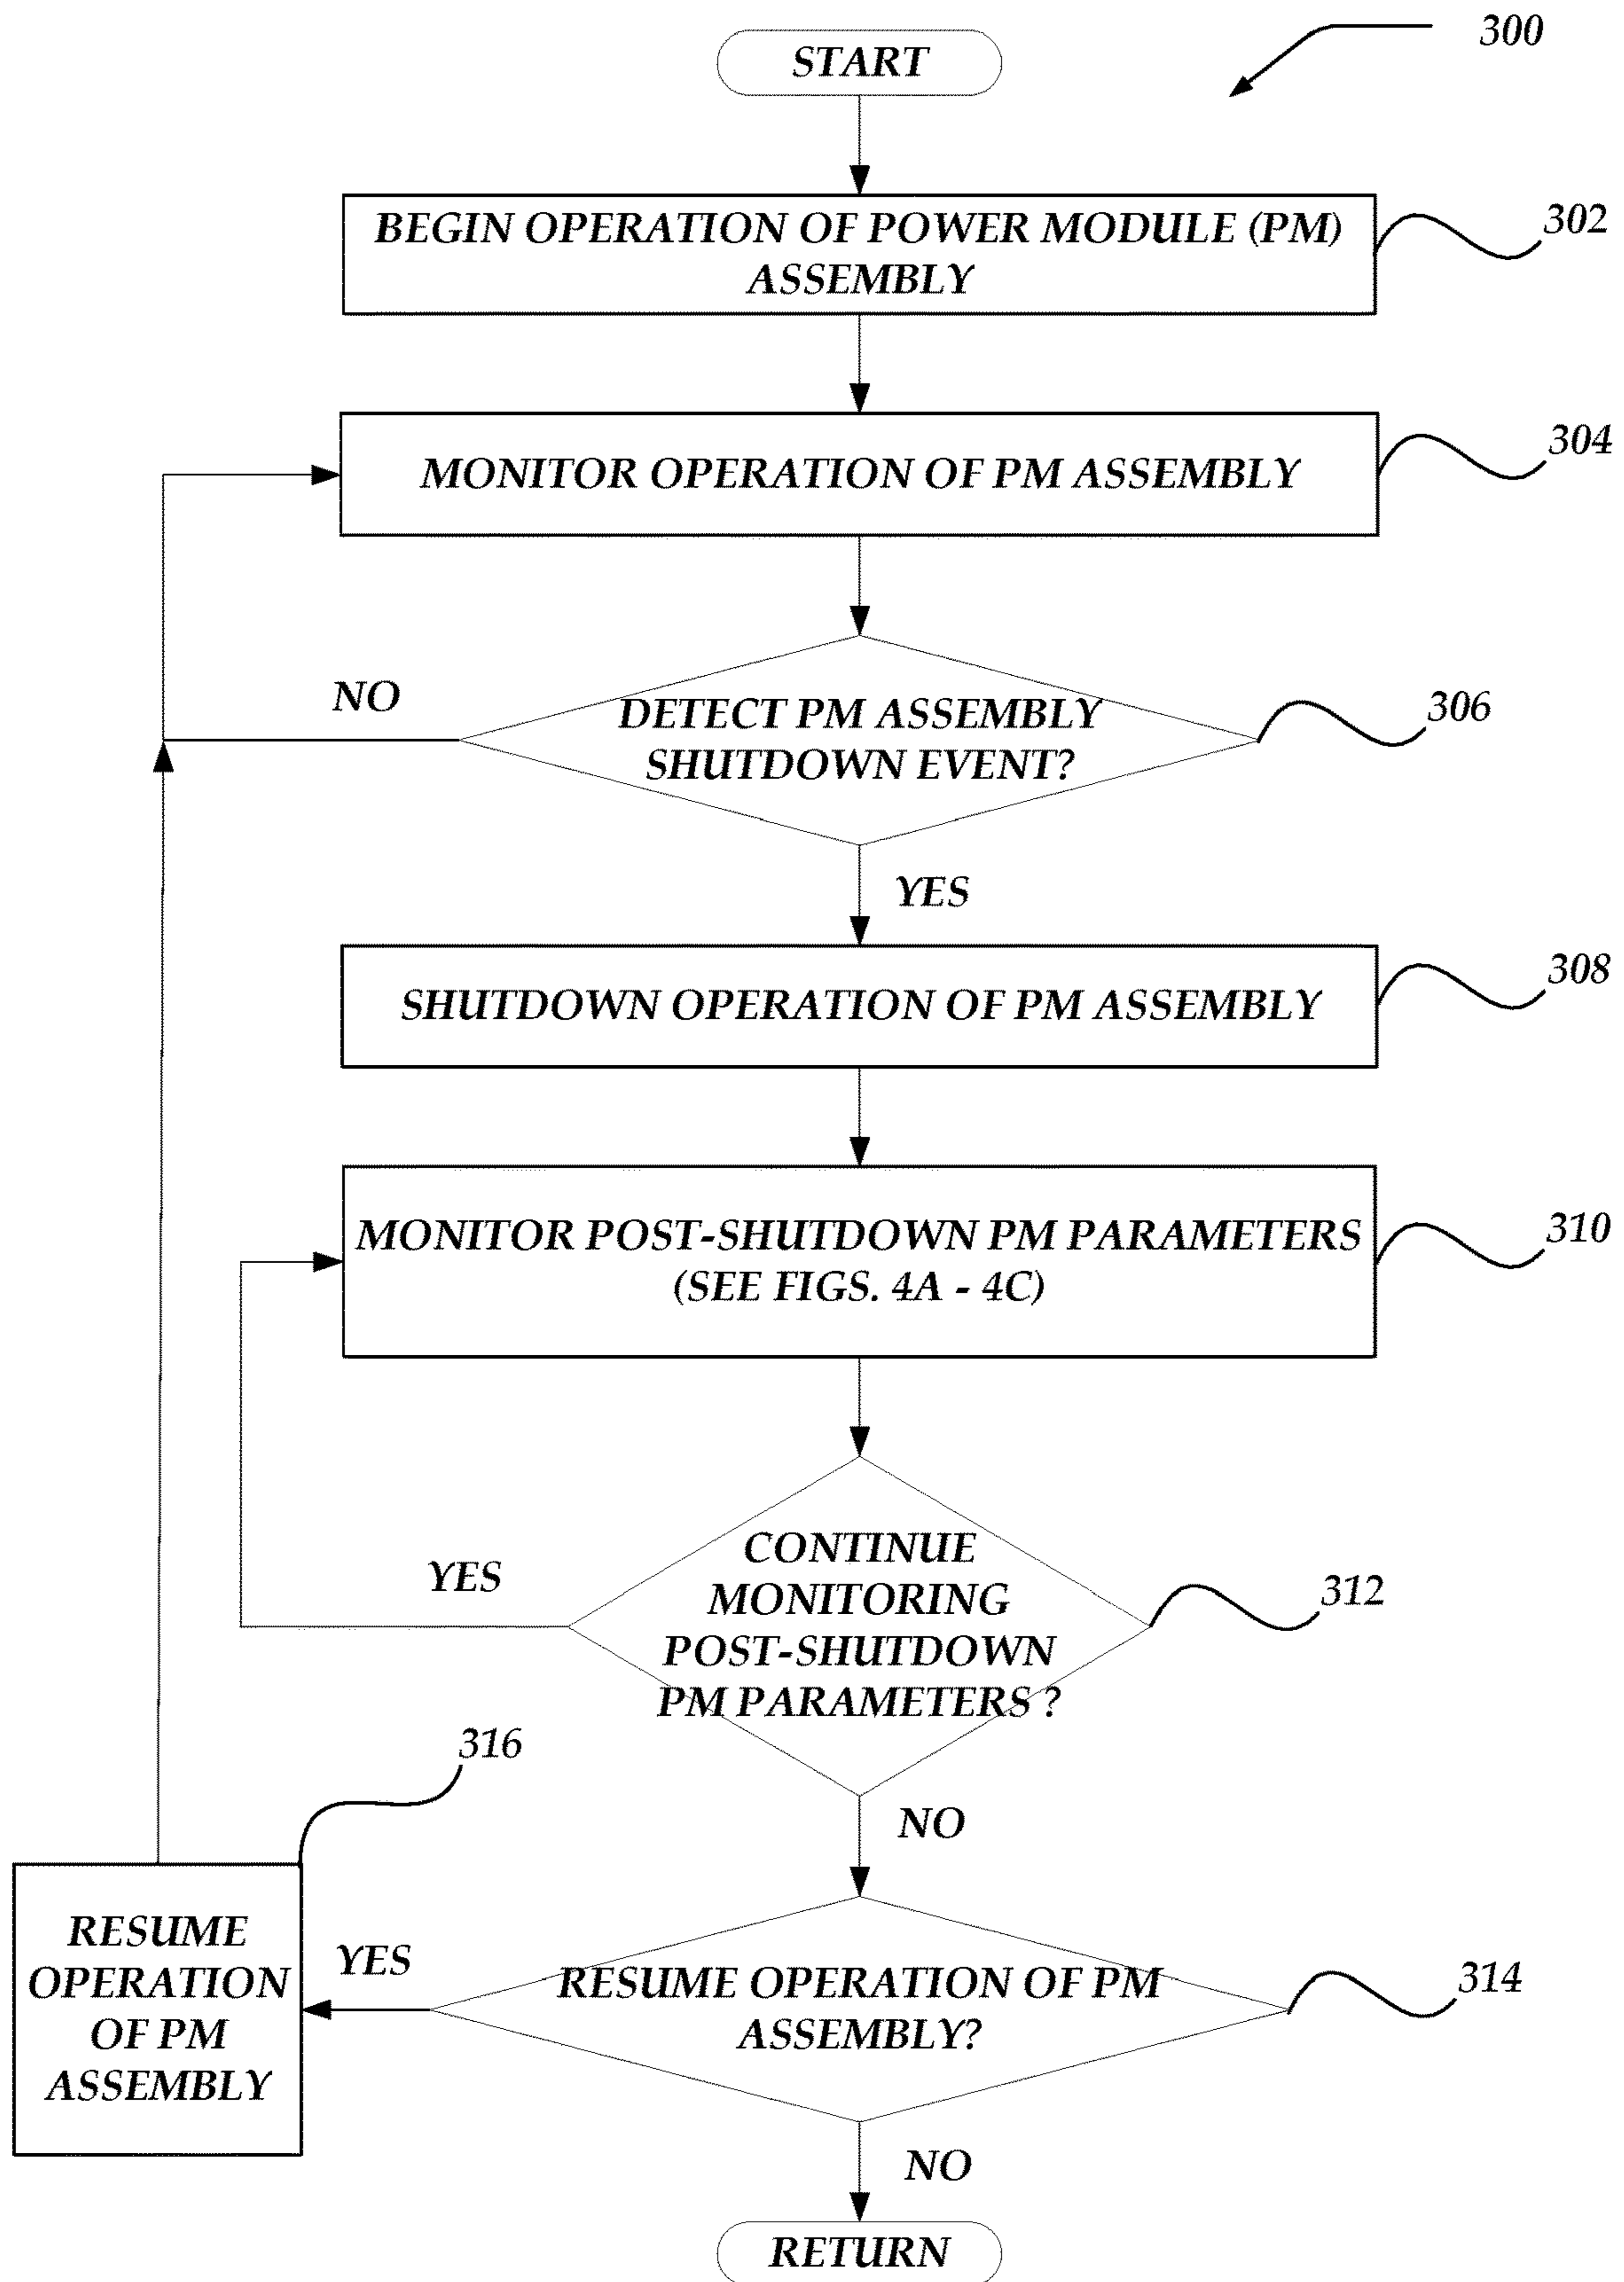 START
300
BEGIN OPERATION OF POWER MODULE (PM)
ASSEMBLY
302
MONITOR OPERATION OF PM ASSEMBLY
304
NO
DETECT PM ASSEMBLY
SHUTDOWN EVENT?
306
YES
SHUTDOWN OPERATION OF PM ASSEMBLY
308
MONITOR POST-SHUTDOWN PM PARAMETERS
(SEE FIGS. 4A - 4C)
310
YES
CONTINUE
MONITORING
POST-SHUTDOWN
PM PARAMETERS ?
312
NO
316
RESUME
OPERATION
OF PM
ASSEMBLY
YES
RESUME OPERATION OF PM
ASSEMBLY?
314
NO
RETURN